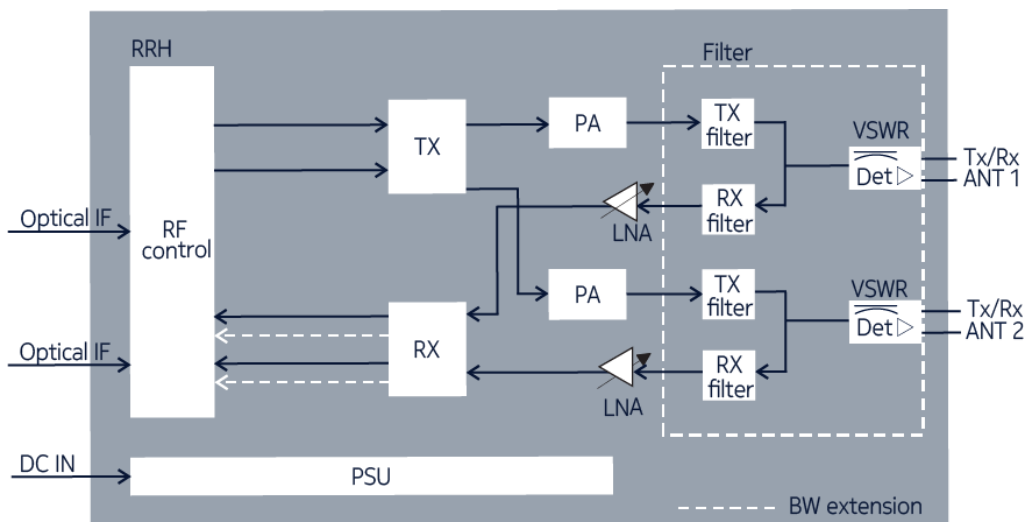 RRH
Filter
TX
PA
TX
filter
VSWR
Det
Tx/Rx
ANT 1
RX
filter
LNA
Optical IF
RF
control
PA
TX
filter
VSWR
Det
Tx/Rx
ANT 2
Optical IF
RX
RX
filter
LNA
DC IN
PSU
BW extension